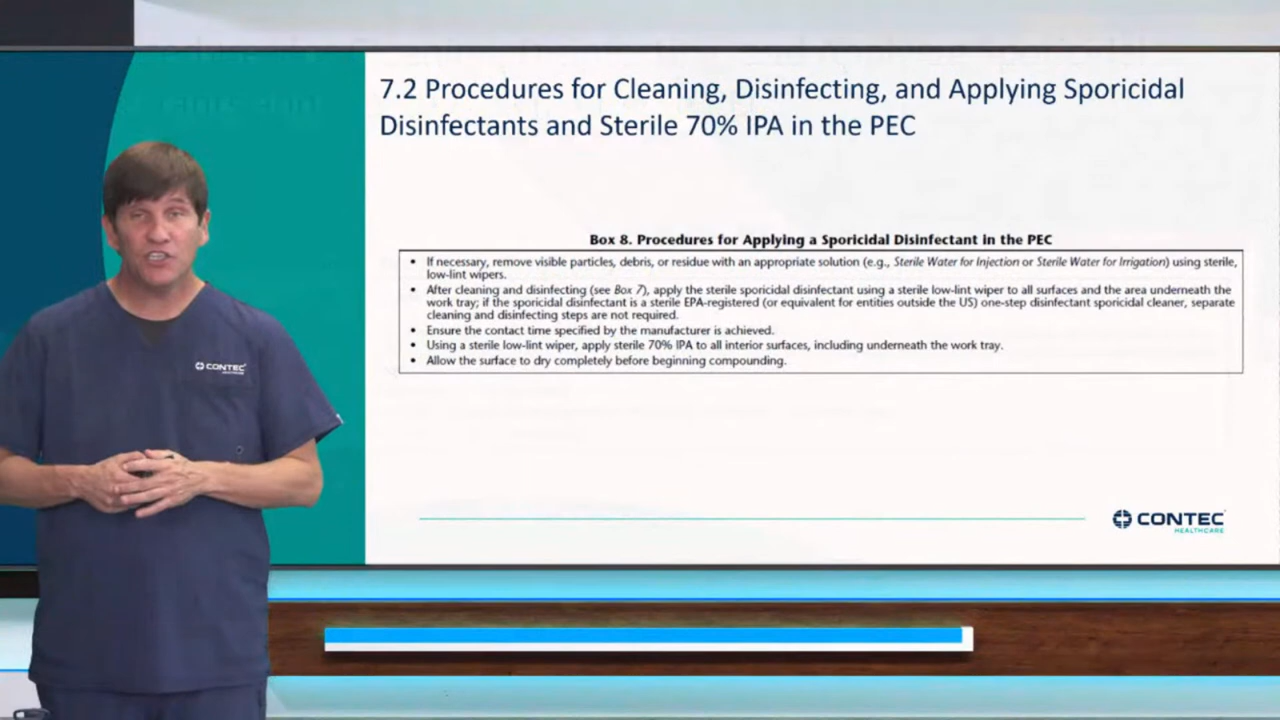 7.2 Procedures for Cleaning, Disinfecting, and Applying Sporicidal
Disinfectants and Sterile 70% IPA in the PEC
Box 8. Procedures for Applying a Sporicidal Disinfectant in the PEC
• If necessary, remove visible particles, debris, or residue with an appropriate solution (e.g., Sterile Water for Injection or Sterile Water for Irrigation) using sterile,
low-lint wipers.
• After cleaning and disinfecting (see Box 7), apply the sterile sporicidal disinfectant using a sterile low-lint wiper to all surfaces and the area underneath the
work tray; if the sporicidal disinfectant is a sterile EPA-registered (or equivalent for entities outside the US) one-step disinfectant sporicidal cleaner, separate
cleaning and disinfecting steps are not required.
• Ensure the contact time specified by the manufacturer is achieved.
• Using a sterile low-lint wiper, apply sterile 70% IPA to all interior surfaces, including underneath the work tray.
• Allow the surface to dry completely before beginning compounding.
CONTEC
HEALTHCARE
CONTEC
HEALTHCARE